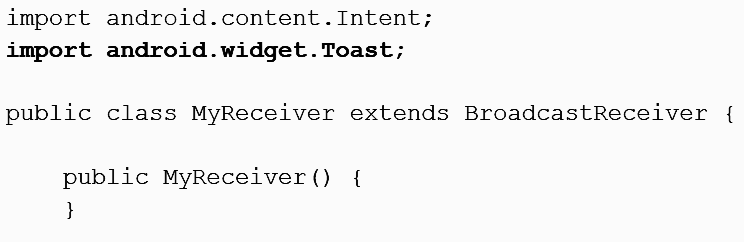 import android.content.Intent;
import android.widget.Toast;
public class MyReceiver extends BroadcastReceiver {
public MyReceiver() {
}